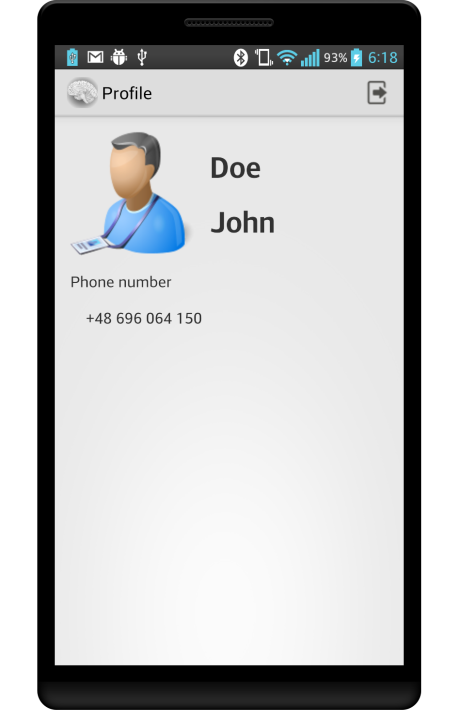 93% 6:18
Profile
Doe
John
Phone number
+48 696 064 150